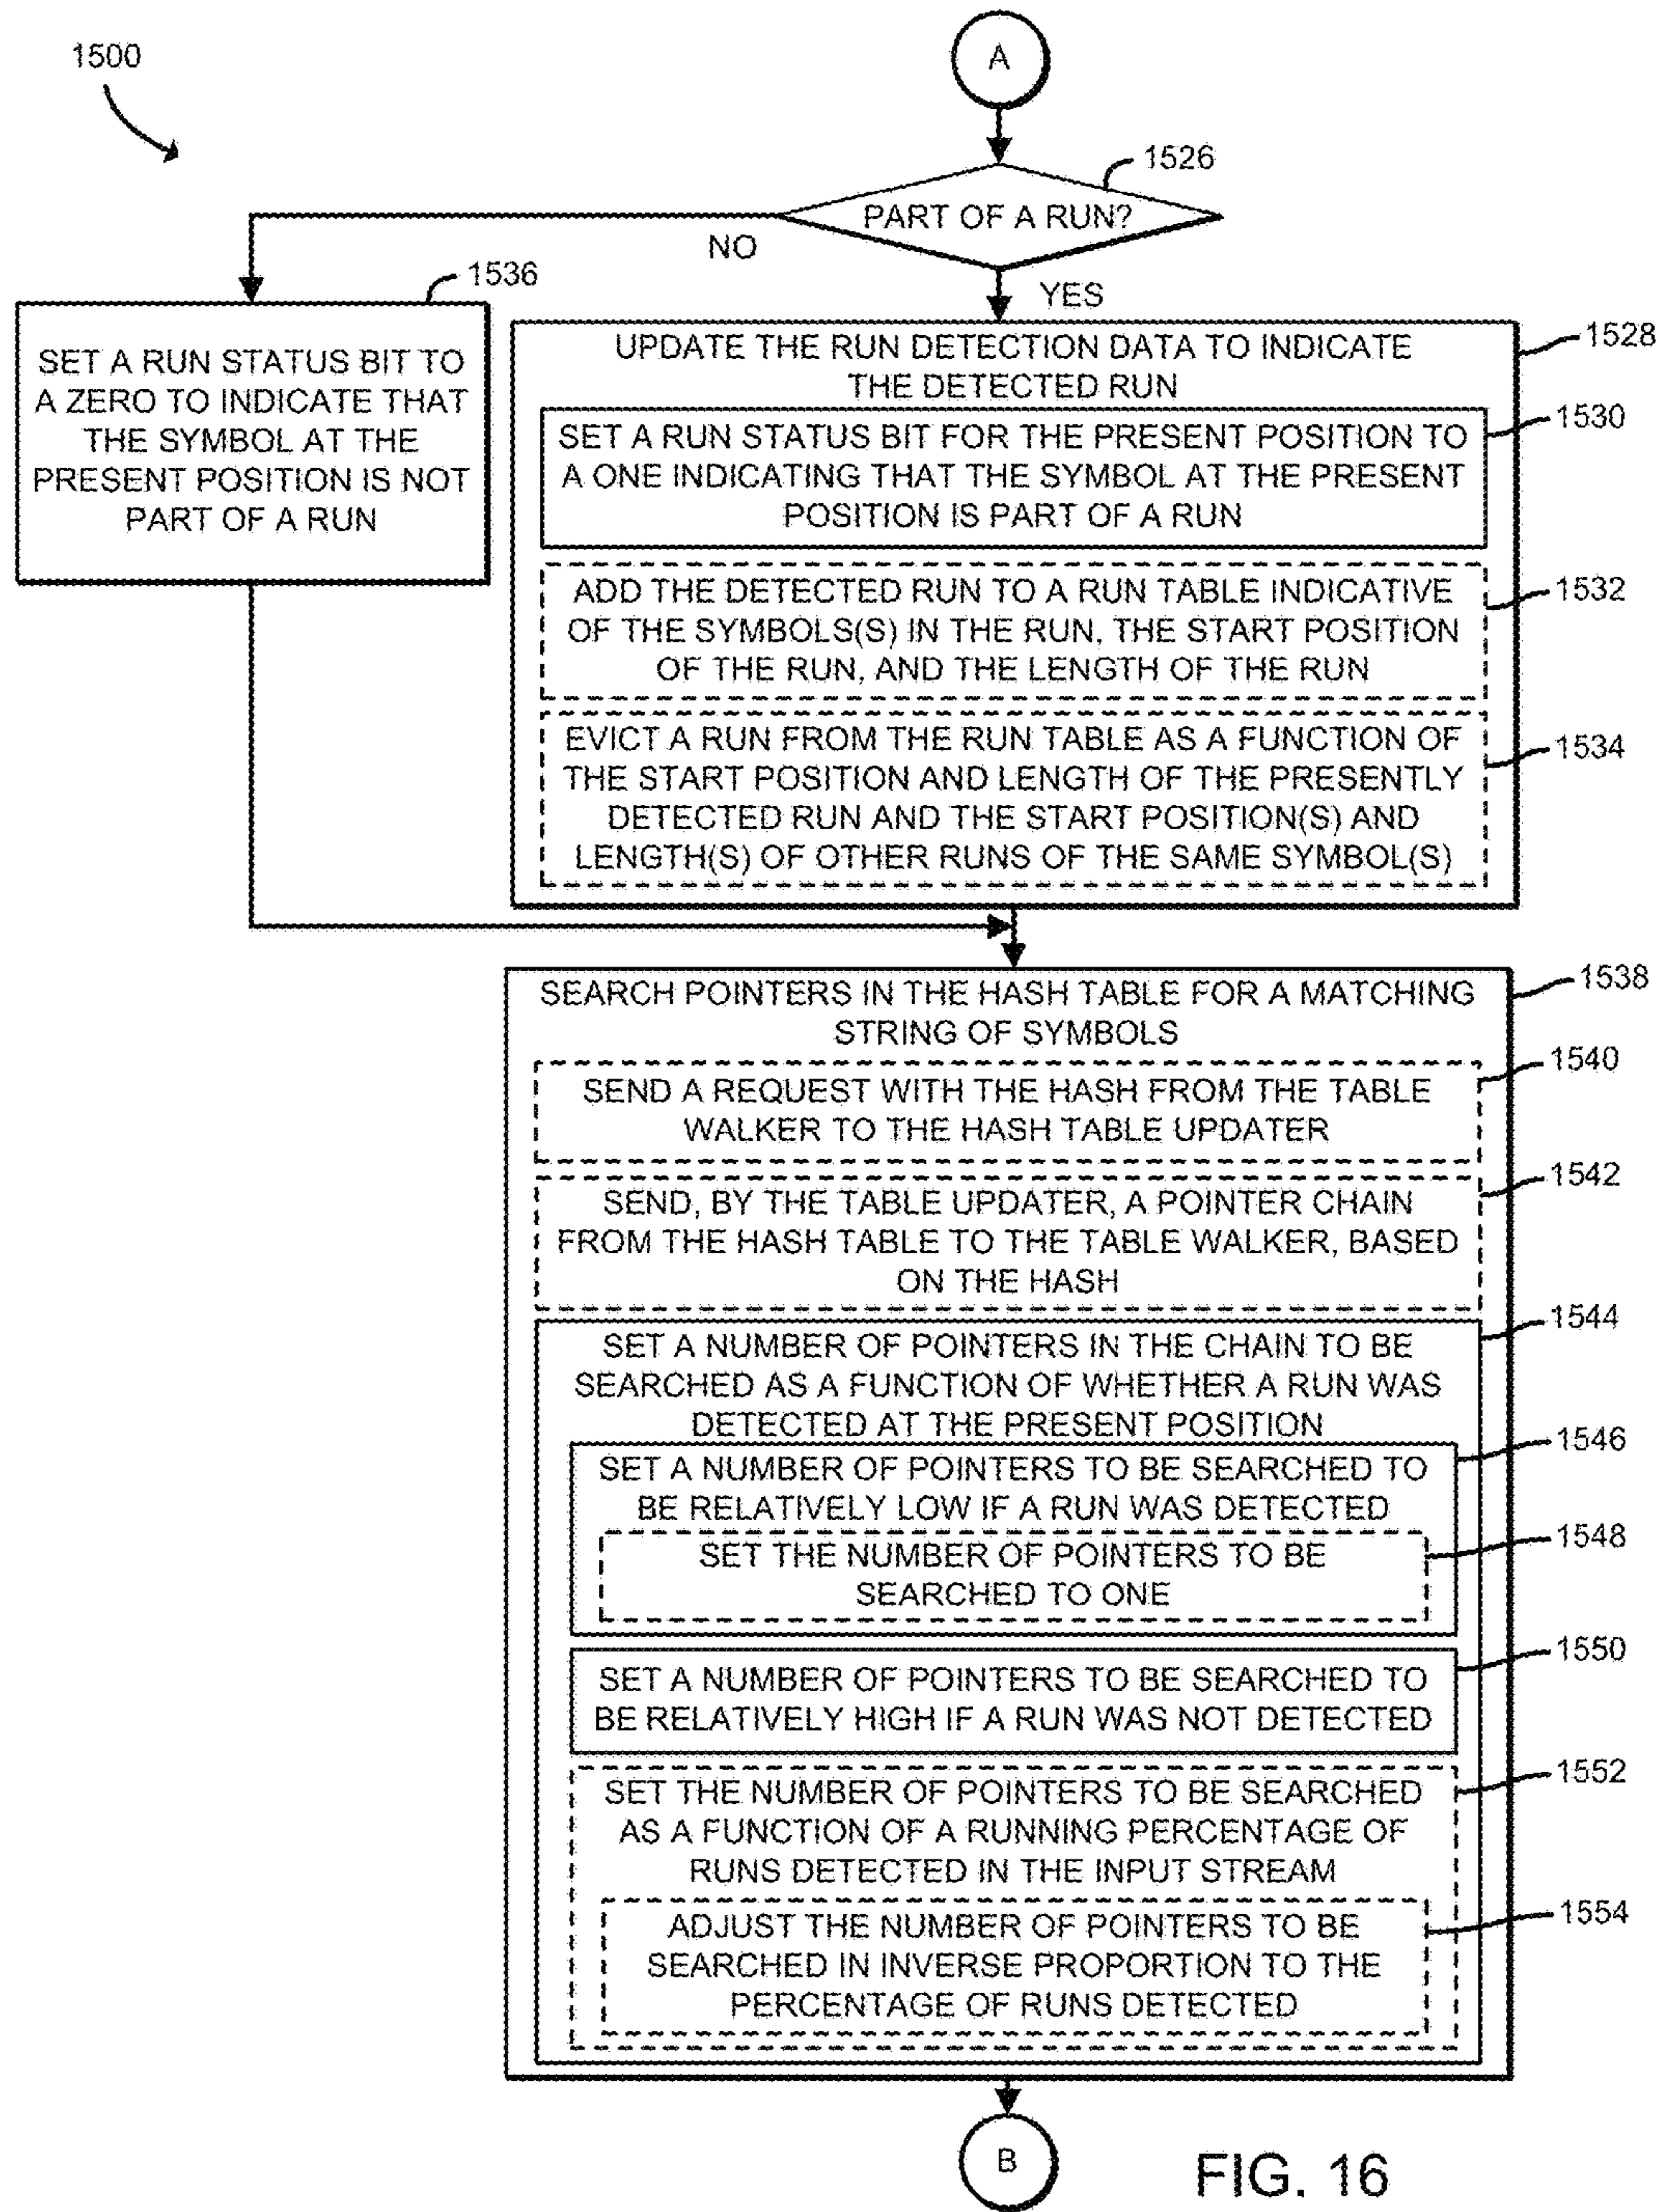 1500
A
1526
PART OF A RUN?
NO
YES
1536
SET A RUN STATUS BIT TO
A ZERO TO INDICATE THAT
THE SYMBOL AT THE
PRESENT POSITION IS NOT
PART OF A RUN
1528
UPDATE THE RUN DETECTION DATA TO INDICATE
THE DETECTED RUN
1530
SET A RUN STATUS BIT FOR THE PRESENT POSITION TO
A ONE INDICATING THAT THE SYMBOL AT THE PRESENT
POSITION IS PART OF A RUN
1532
ADD THE DETECTED RUN TO A RUN TABLE INDICATIVE
OF THE SYMBOLS(S) IN THE RUN, THE START POSITION
OF THE RUN, AND THE LENGTH OF THE RUN
1534
EVICT A RUN FROM THE RUN TABLE AS A FUNCTION OF
THE START POSITION AND LENGTH OF THE PRESENTLY
DETECTED RUN AND THE START POSITION(S) AND
LENGTH(S) OF OTHER RUNS OF THE SAME SYMBOL(S)
1538
SEARCH POINTERS IN THE HASH TABLE FOR A MATCHING
STRING OF SYMBOLS
1540
SEND A REQUEST WITH THE HASH FROM THE TABLE
WALKER TO THE HASH TABLE UPDATER
1542
SEND, BY THE TABLE UPDATER, A POINTER CHAIN
FROM THE HASH TABLE TO THE TABLE WALKER, BASED
ON THE HASH
1544
SET A NUMBER OF POINTERS IN THE CHAIN TO BE
SEARCHED AS A FUNCTION OF WHETHER A RUN WAS
DETECTED AT THE PRESENT POSITION
1546
SET A NUMBER OF POINTERS TO BE SEARCHED TO
BE RELATIVELY LOW IF A RUN WAS DETECTED
1548
SET THE NUMBER OF POINTERS TO BE
SEARCHED TO ONE
1550
SET A NUMBER OF POINTERS TO BE SEARCHED TO
BE RELATIVELY HIGH IF A RUN WAS NOT DETECTED
1552
SET THE NUMBER OF POINTERS TO BE SEARCHED
AS A FUNCTION OF A RUNNING PERCENTAGE OF
RUNS DETECTED IN THE INPUT STREAM
1554
ADJUST THE NUMBER OF POINTERS TO BE
SEARCHED IN INVERSE PROPORTION TO THE
PERCENTAGE OF RUNS DETECTED
B
FIG. 16